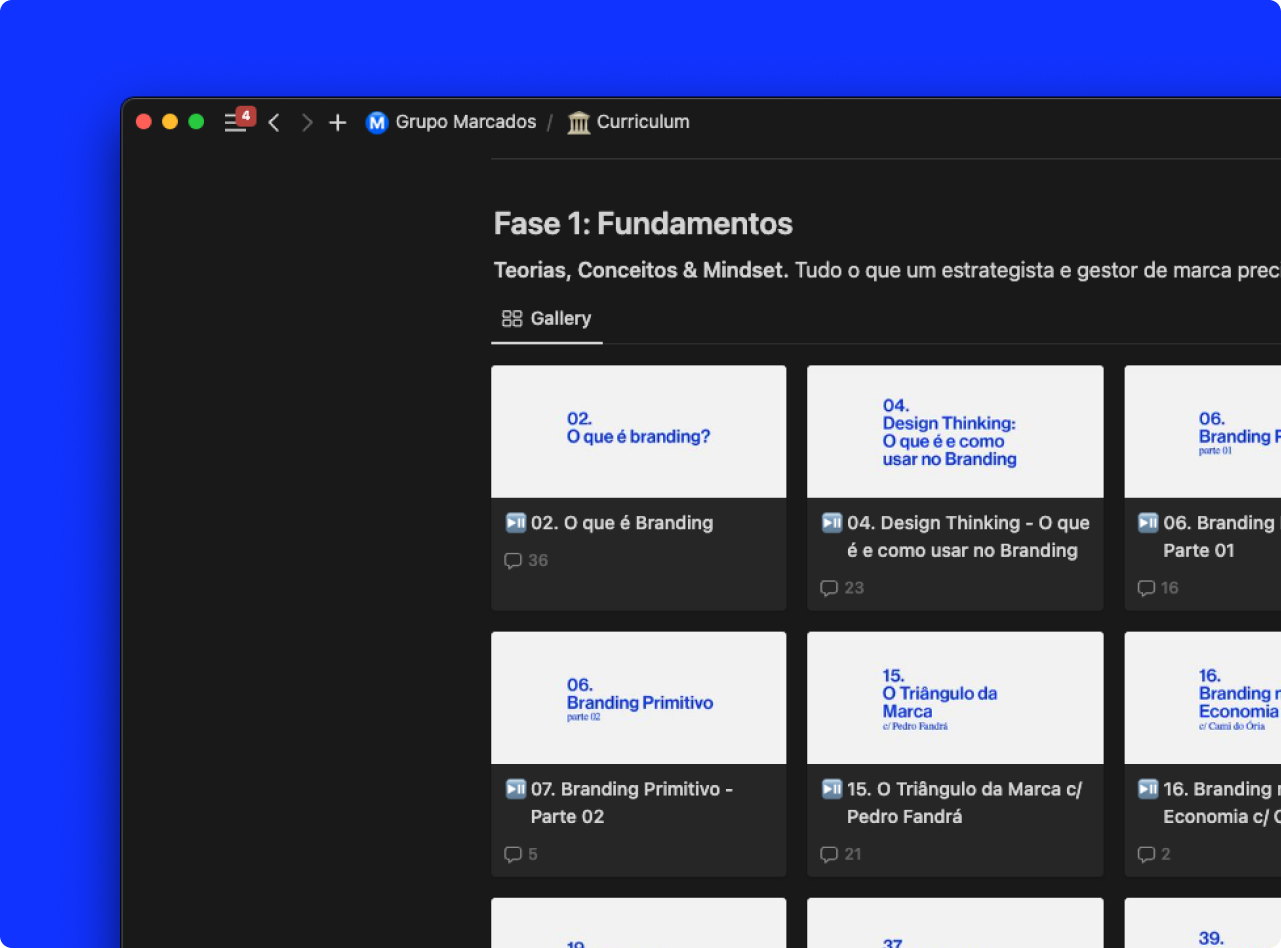 4
M Grupo Marcados / Curriculum
Fase 1: Fundamentos
Teorias, Conceitos & Mindset. Tudo o que um estrategista e gestor de marca
Gallery
02.
O que é branding?
04.
Design Thinking:
O que é e como
usar no Branding
06.
Branding
parte 01
02. O que é Branding
36
04. Design Thinking - O que
é e como usar no Branding
23
06. Branding
Parte 01
16
06.
Branding Primitivo
parte 02
15.
O Triângulo da
Marca
c/ Pedro Fandrá
16.
Branding
Economia
c/ Cami do Ória
07. Branding Primitivo -
Parte 02
5
15. O Triângulo da Marca c/
Pedro Fandrá
21
16. Branding
Economia c/
2
19.
37.
39.